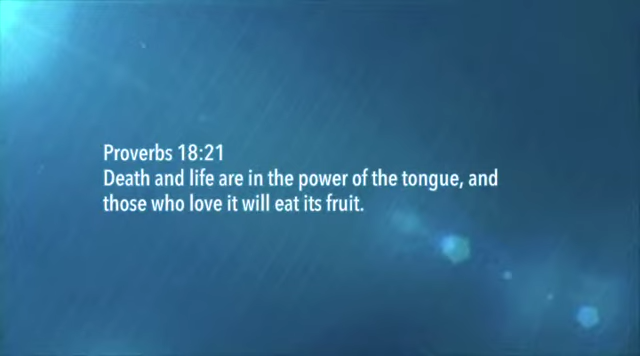 Proverbs 18:21
Death and life are in the power of the tongue, and
those who love it will eat its fruit.